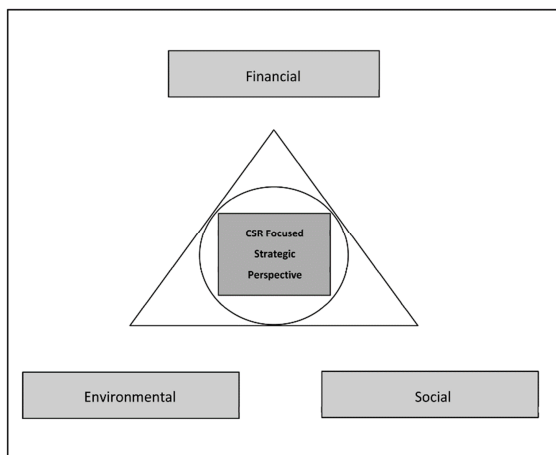 Financial
CSR Focused
Strategic
Perspective
Environmental
Social